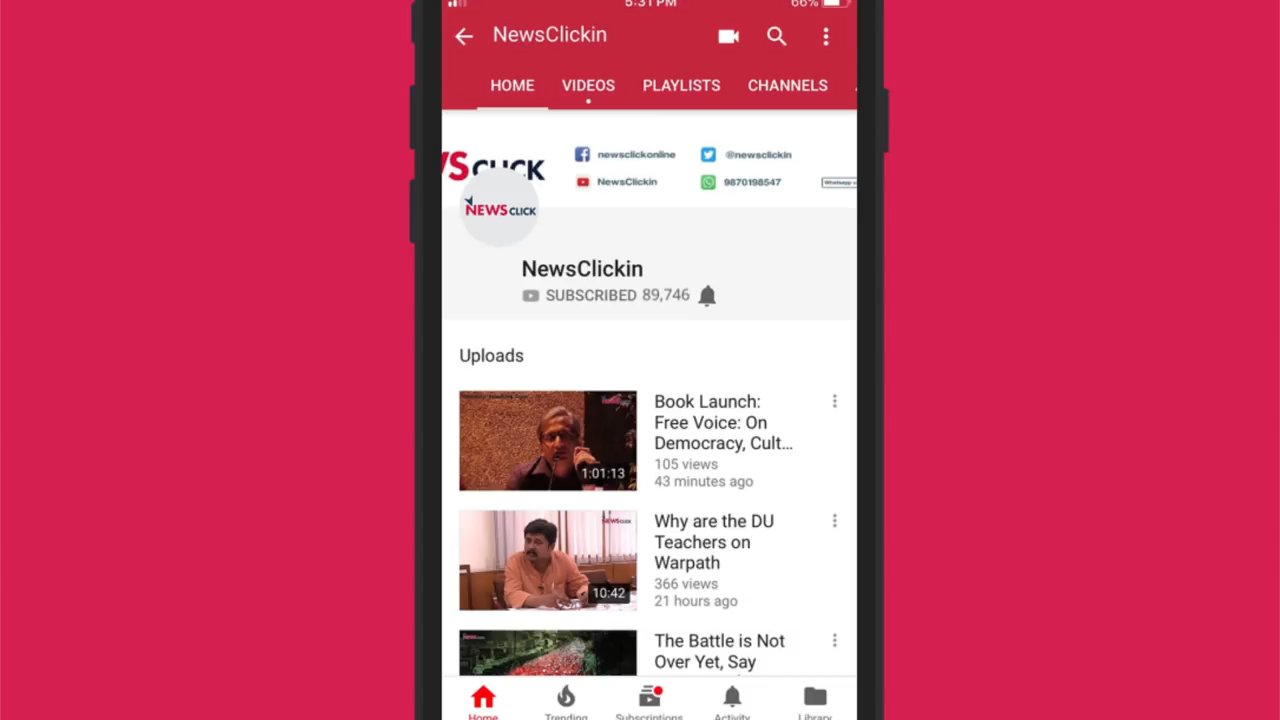 5:31 PM
66%
NewsClickin
HOME VIDEOS PLAYLISTS CHANNELS
WS CLICK
newsclickonline @newsclickin
NewsClickin 9870198547
NEWSCLICK
NewsClickin
SUBSCRIBED 89,746
Uploads
Book Launch:
Free Voice: On
Democracy, Cult...
105 views
43 minutes ago
1:01:13
Why are the DU
Teachers on
Warpath
366 views
21 hours ago
NEWSCLICK
10:42
The Battle is Not
Over Yet, Say
Home Trending Subscriptions Activity Library